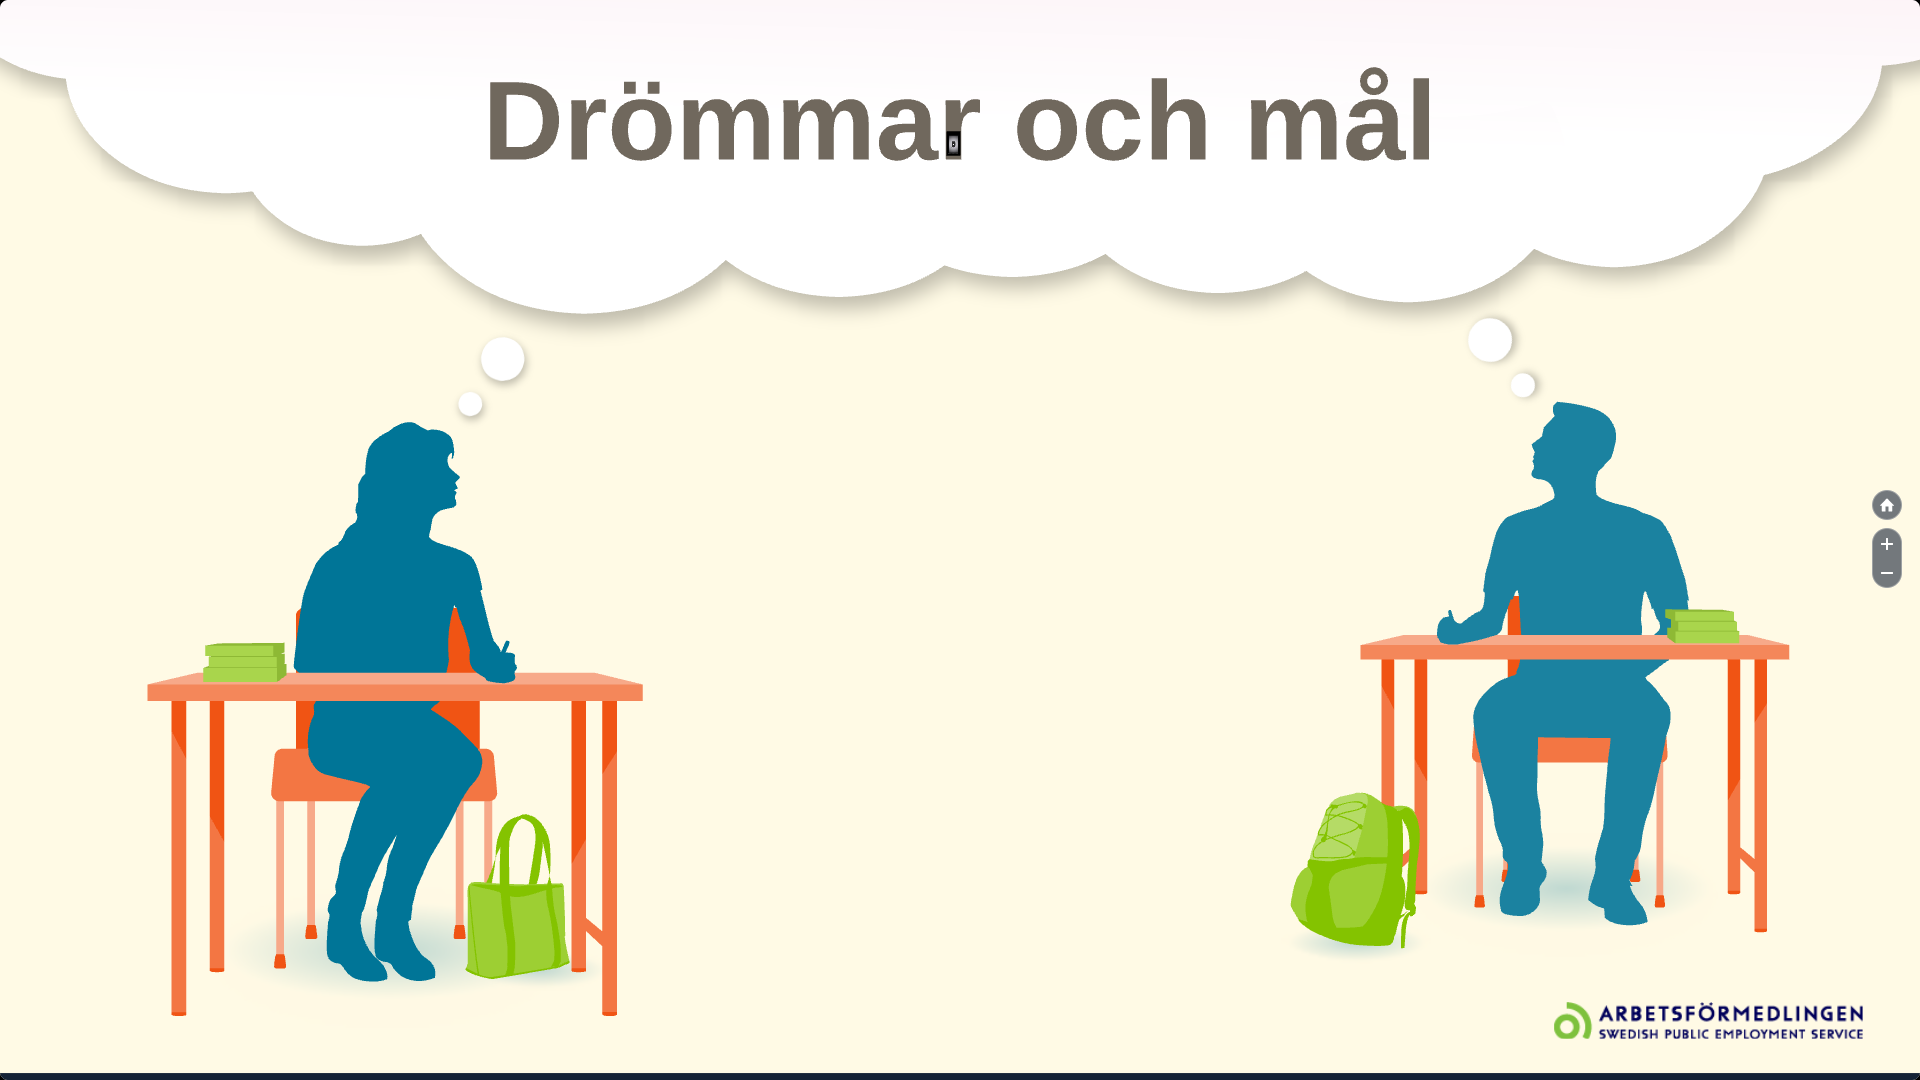 Drömmar och mål
ARBETSFÖRMEDLINGEN
SWEDISH PUBLIC EMPLOYMENT SERVICE